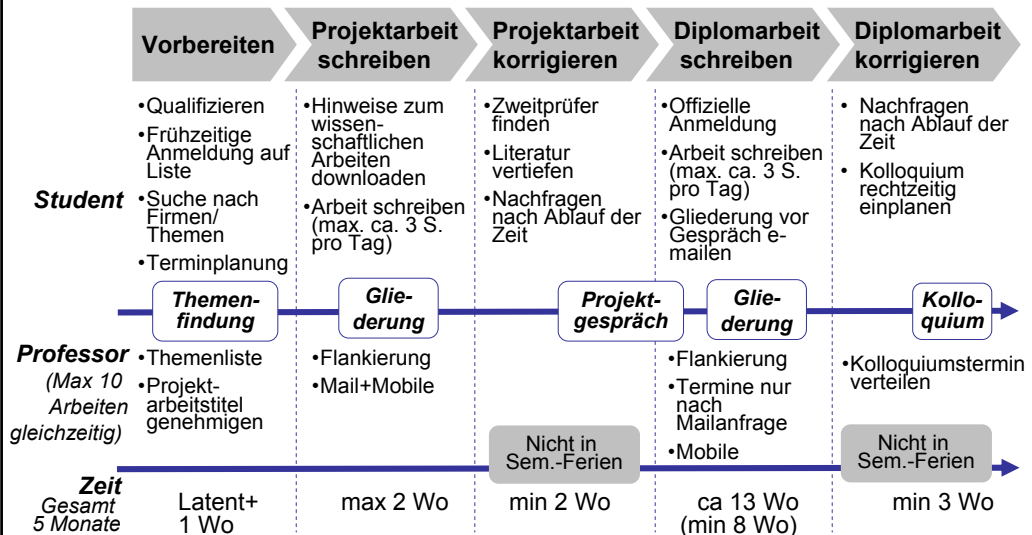 Vorbereiten
Projektarbeit
schreiben
Projektarbeit
korrigieren
Diplomarbeit
schreiben
Diplomarbeit
korrigieren
Student
•Qualifizieren
•Frühzeitige
Anmeldung auf
Liste
•Suche nach
Firmen/
Themen
•Terminplanung
•Hinweise zum
wissen-
schaftlichen
Arbeiten
downloaden
•Arbeit schreiben
(max. ca. 3 S.
pro Tag)
•Zweitprüfer
finden
•Literatur
vertiefen
•Nachfragen
nach Ablauf der
Zeit
•Offizielle
Anmeldung
•Arbeit schreiben
(max. ca. 3 S.
pro Tag)
•Gliederung vor
Gespräch e-
mailen
• Nachfragen
nach Ablauf der
Zeit
• Kolloquium
rechtzeitig
einplanen
Themen-
findung
Glie-
derung
Projekt-
gespräch
Glie-
derung
Kollo-
quium
Professor
(Max 10
Arbeiten
gleichzeitig)
•Themenliste
•Projekt-
arbeitstitel
genehmigen
•Flankierung
•Mail+Mobile
•Flankierung
•Termine nur
nach
Mailanfrage
•Mobile
•Kolloquiumstermin
verteilen
Nicht in
Sem.-Ferien
Nicht in
Sem.-Ferien
Zeit
Gesamt
5 Monate
Latent+
1 Wo
max 2 Wo
min 2 Wo
ca 13 Wo
(min 8 Wo)
min 3 Wo